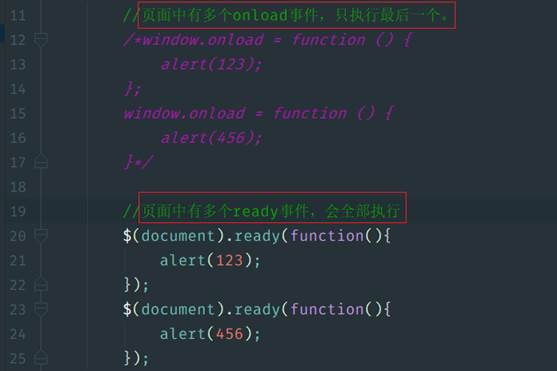 11 //页面中有多个onload事件，只执行最后一个。
12 /*window.onload = function () {
13 alert(123);
14 };
15 window.onload = function () {
16 alert(456);
17 }*/
18
19 //页面中有多个ready事件，会全部执行
20 $(document).ready(function(){
21 alert(123);
22 });
23 $(document).ready(function(){
24 alert(456);
25 });